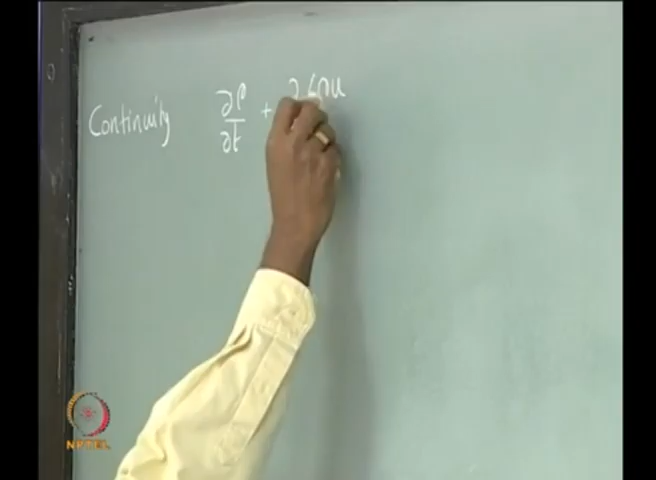 Continuity ∂ρ/∂t + ∂(ρu
NPTEL